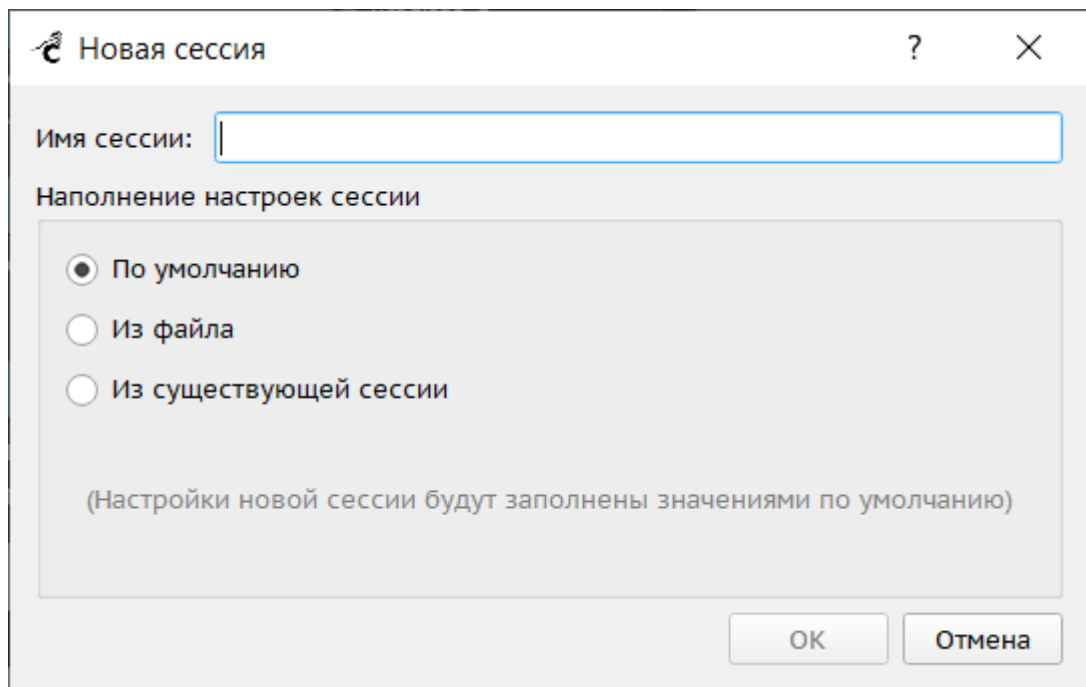 Новая сессия ?
Имя сессии:
Наполнение настроек сессии
По умолчанию
Из файла
Из существующей сессии
(Настройки новой сессии будут заполнены значениями по умолчанию)
OK Отмена